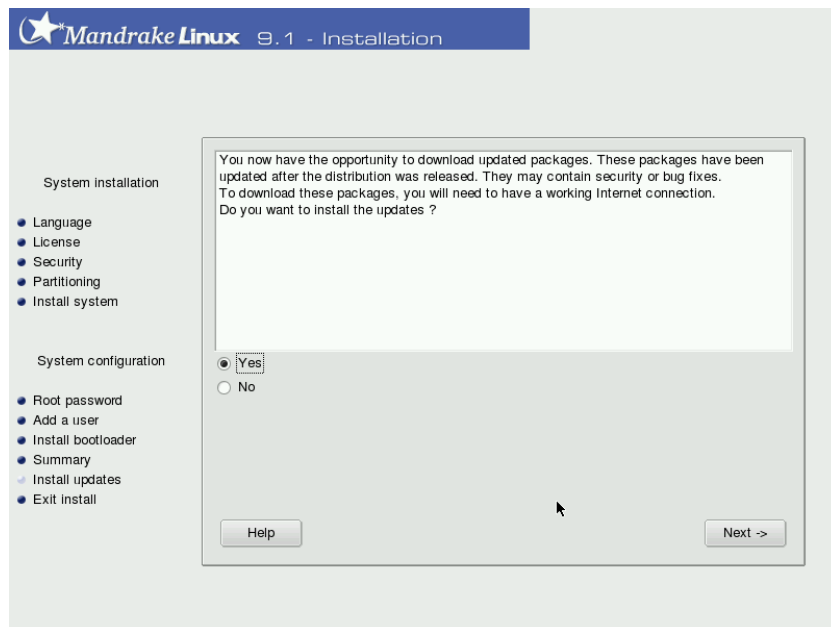 Mandrake Linux 9.1 - Installation
System installation
Language
License
Security
Partitioning
Install system
System configuration
Root password
Add a user
Install bootloader
Summary
Install updates
Exit install
You now have the opportunity to download updated packages. These packages have been
updated after the distribution was released. They may contain security or bug fixes.
To download these packages, you will need to have a working Internet connection.
Do you want to install the updates ?
Yes
No
Help
Next ->